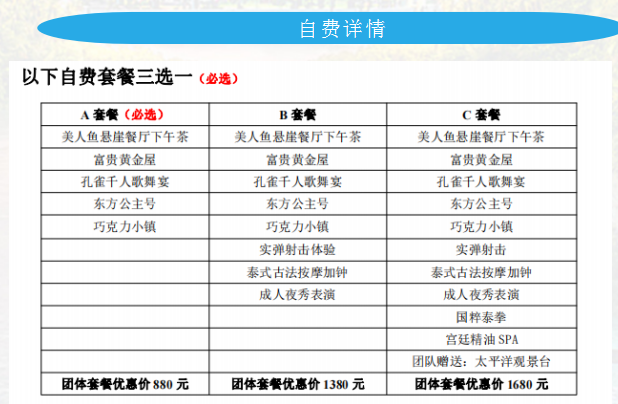 自费详情
以下自费套餐三选一（必选）
A 套餐（必选） B 套餐 C 套餐
美人鱼悬崖餐厅下午茶 美人鱼悬崖餐厅下午茶 美人鱼悬崖餐厅下午茶
富贵黄金屋 富贵黄金屋 富贵黄金屋
孔雀千人歌舞宴 孔雀千人歌舞宴 孔雀千人歌舞宴
东方公主号 东方公主号 东方公主号
巧克力小镇 巧克力小镇 巧克力小镇
实弹射击体验 实弹射击
泰式古法按摩加钟 泰式古法按摩加钟
成人夜秀表演 成人夜秀表演
国粹泰拳
宫廷精油 SPA
团队赠送：太平洋观景台
团体套餐优惠价 880 元 团体套餐优惠价 1380 元 团体套餐优惠价 1680 元